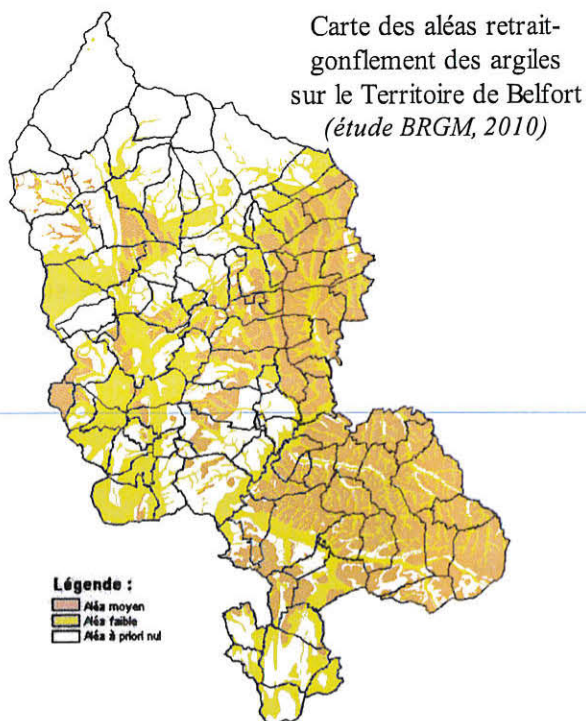 Carte des aléas retrait-
gonflement des argiles
sur le Territoire de Belfort
(étude BRGM, 2010)
Légende :
Aléa moyen
Aléa faible
Aléa à priori nul